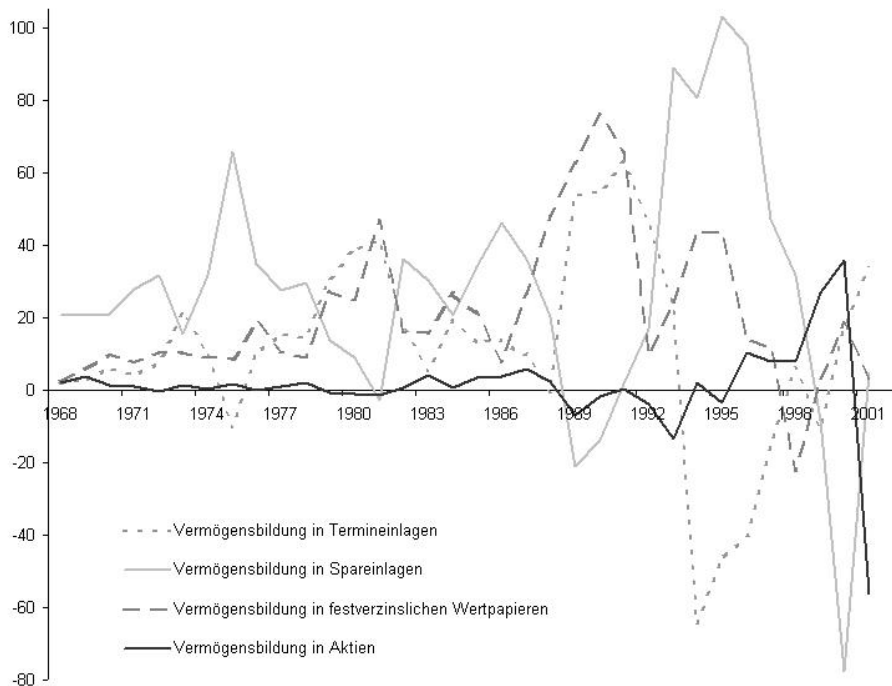 100
80
60
40
20
0
1968 1971 1974 1977 1980 1983 1986 1989 1992 1995 1998 2001
-20
-40
Vermögensbildung in Termineinlagen
Vermögensbildung in Spareinlagen
-60
Vermögensbildung in festverzinslichen Wertpapieren
Vermögensbildung in Aktien
-80